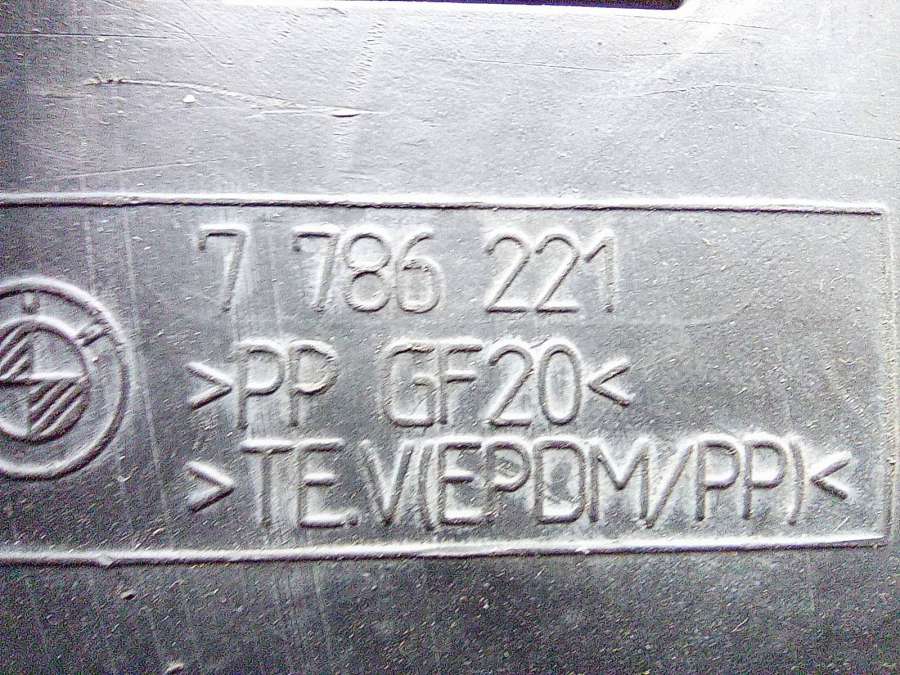 7 786 221
>PP GF20<
>TE.V(EPDM/PP)<